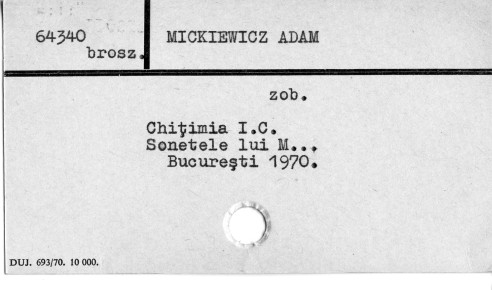 64340 MICKIEWICZ ADAM
brosz.
zob.
Chiţimia I.C.
Sonetele lui M...
Bucureşti 1970.
DUJ. 693/70. 10 000.